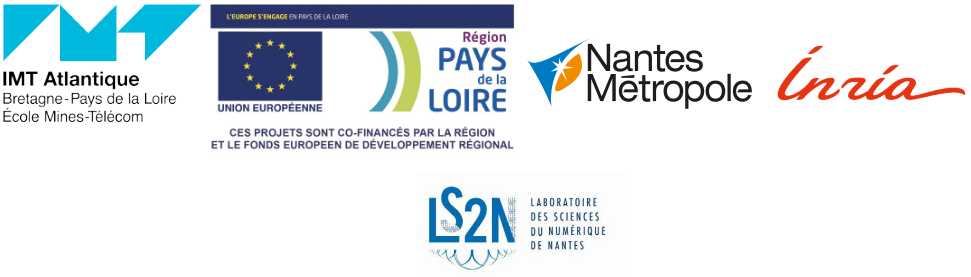 IMT Atlantique
Bretagne-Pays de la Loire
École Mines-Télécom
L'EUROPE S'ENGAGE EN PAYS DE LA LOIRE
UNION EUROPÉENNE
Région
PAYS
de la
LOIRE
CES PROJETS SONT CO-FINANCÉS PAR LA RÉGION
ET LE FONDS EUROPEEN DE DÉVELOPPEMENT RÉGIONAL
Nantes
Métropole
Inria
LS2N
LABORATOIRE
DES SCIENCES
DU NUMÉRIQUE
DE NANTES